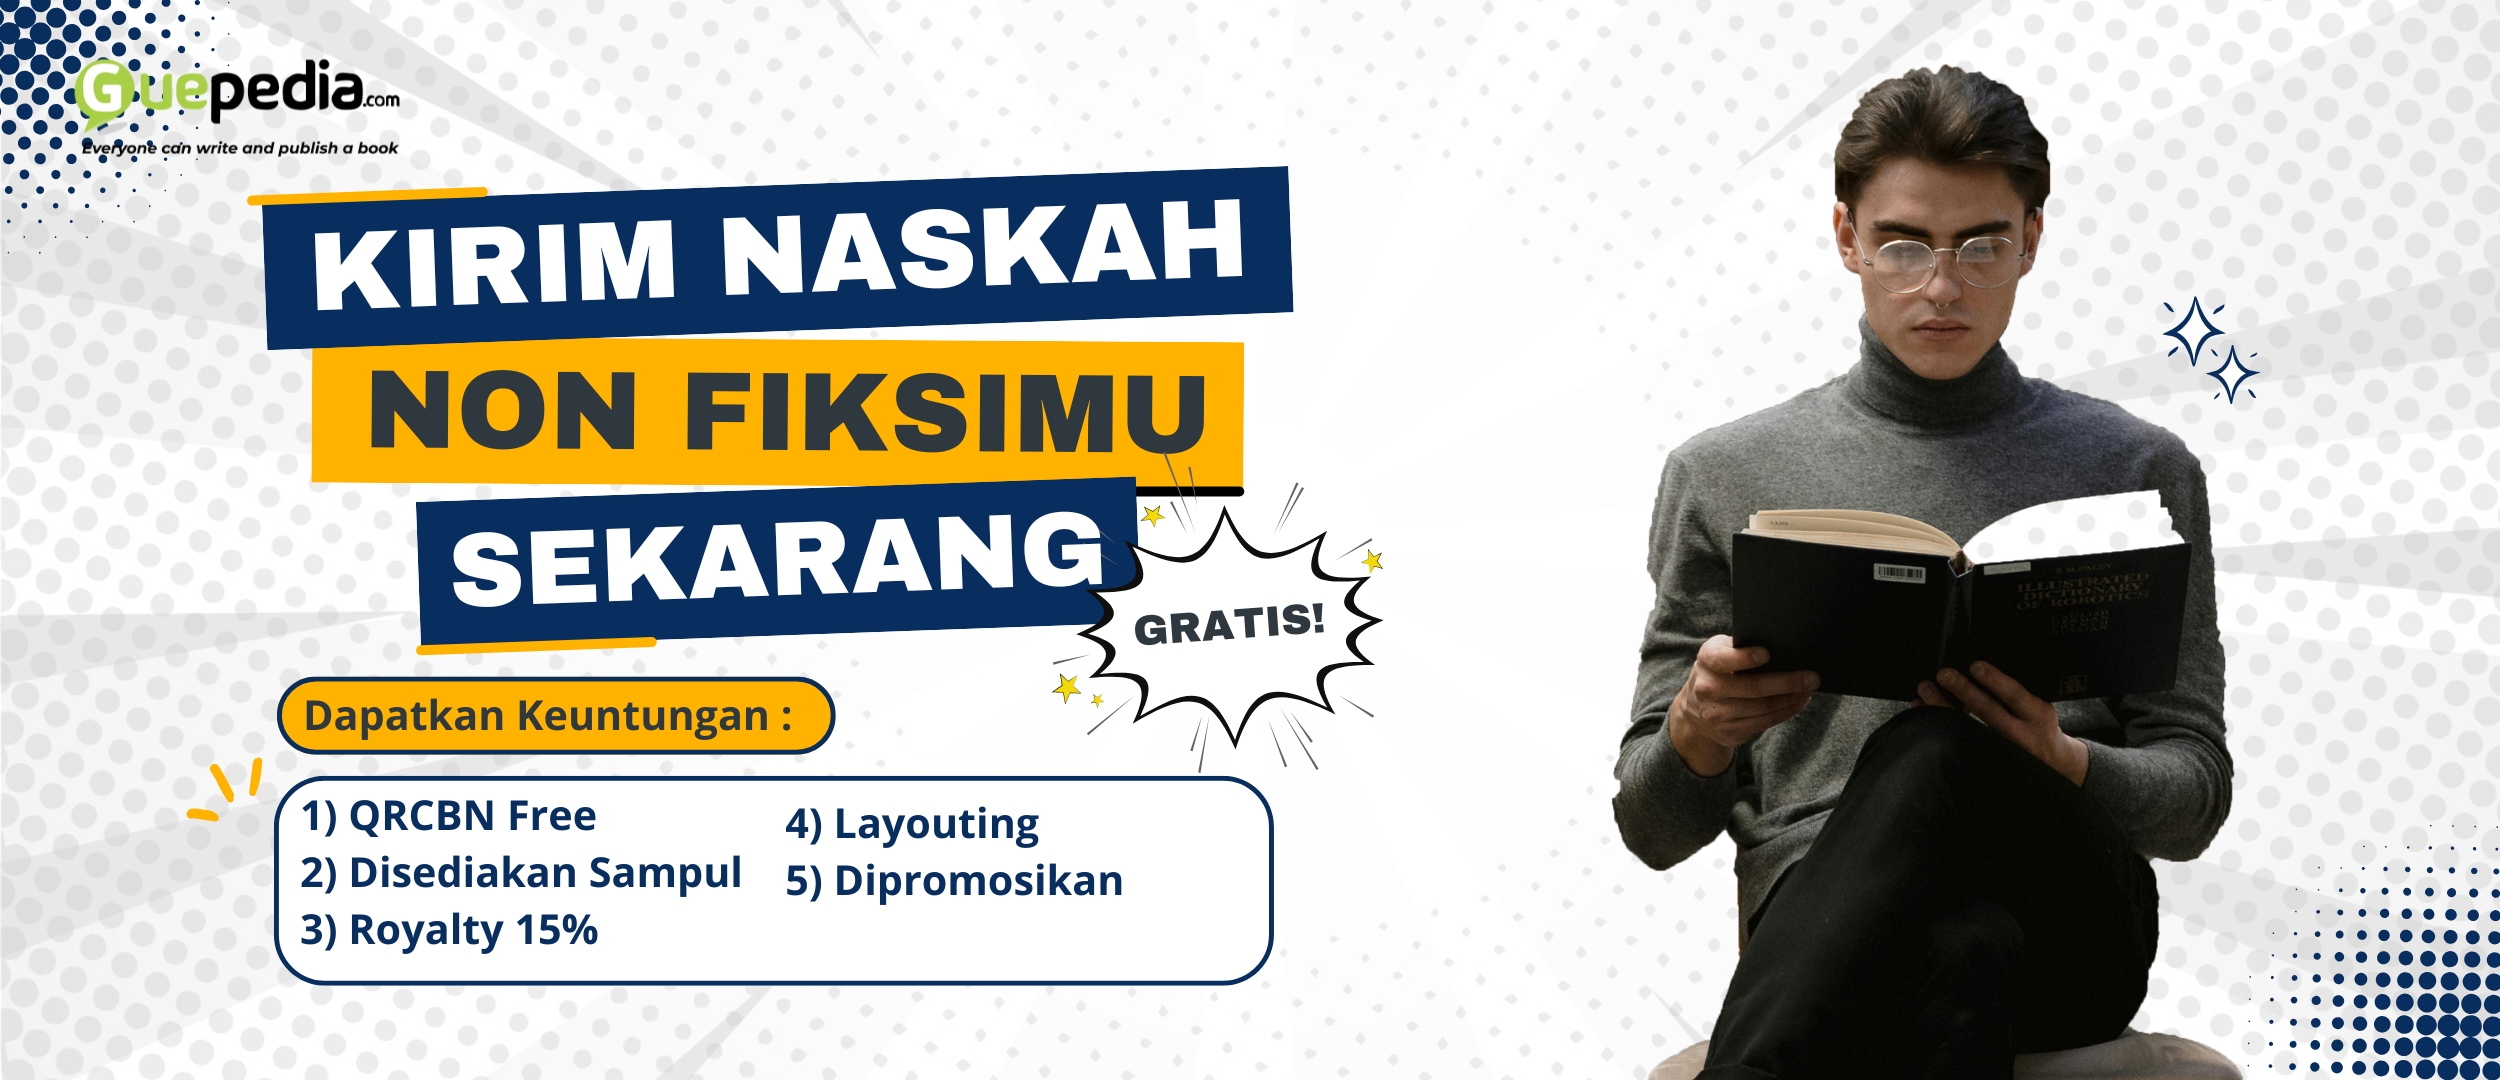 Guepedia.com
Everyone can write and publish a book
KIRIM NASKAH
NON FIKSIMU
SEKARANG
GRATIS!
Dapatkan Keuntungan :
1) QRCBN Free
2) Disediakan Sampul
3) Royalty 15%
4) Layouting
5) Dipromosikan
ILLUSTRATED
DICTIONARY
OF ROBOTICS